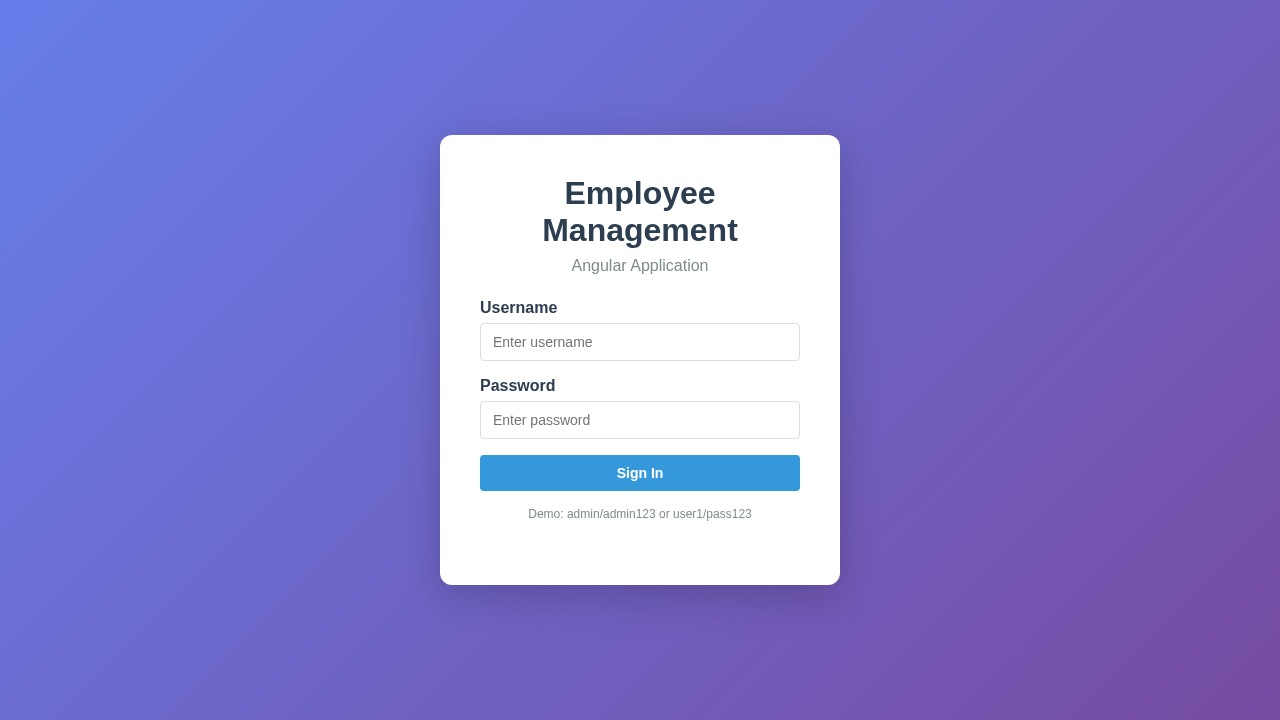 Employee
Management
Angular Application
Username
Enter username
Password
Enter password
Sign In
Demo: admin/admin123 or user1/pass123